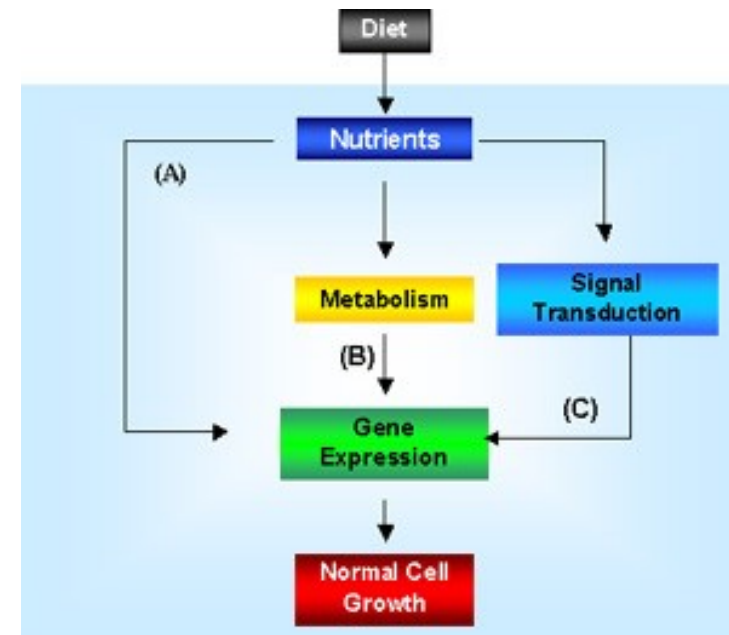 Diet
Nutrients
(A)
Metabolism
Signal
Transduction
(B)
(C)
Gene
Expression
Normal Cell
Growth